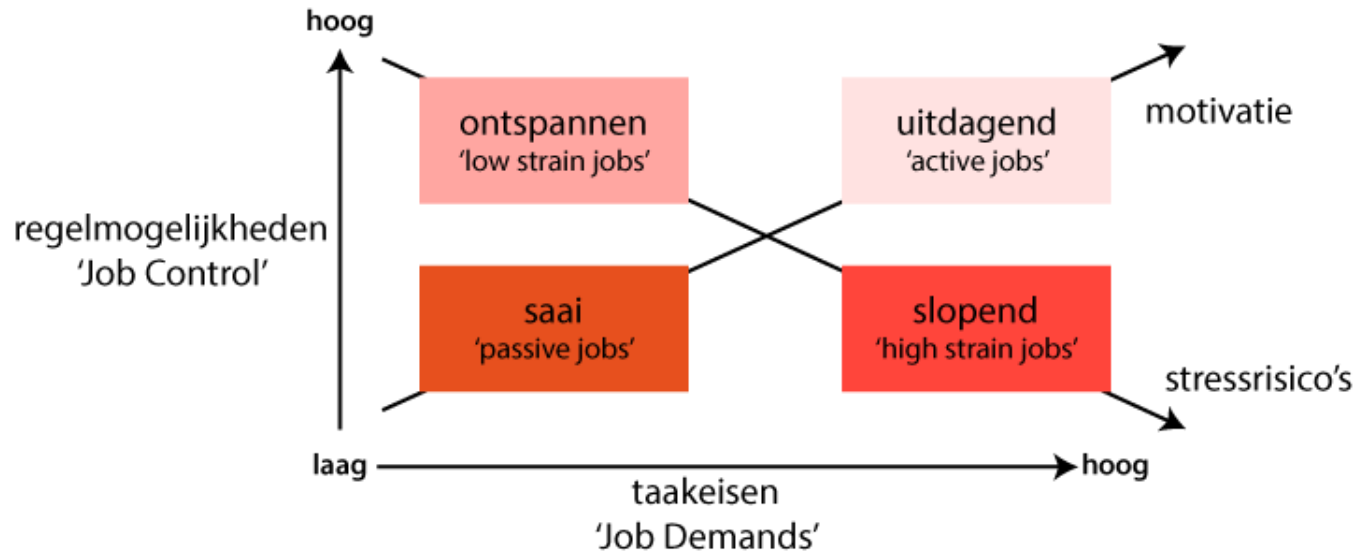 hoog
ontspannen
‘low strain jobs’
uitdagend
‘active jobs’
motivatie
regelmogelijkheden
‘Job Control’
saai
‘passive jobs’
slopend
‘high strain jobs’
stressrisico’s
laag
hoog
taakeisen
‘Job Demands’